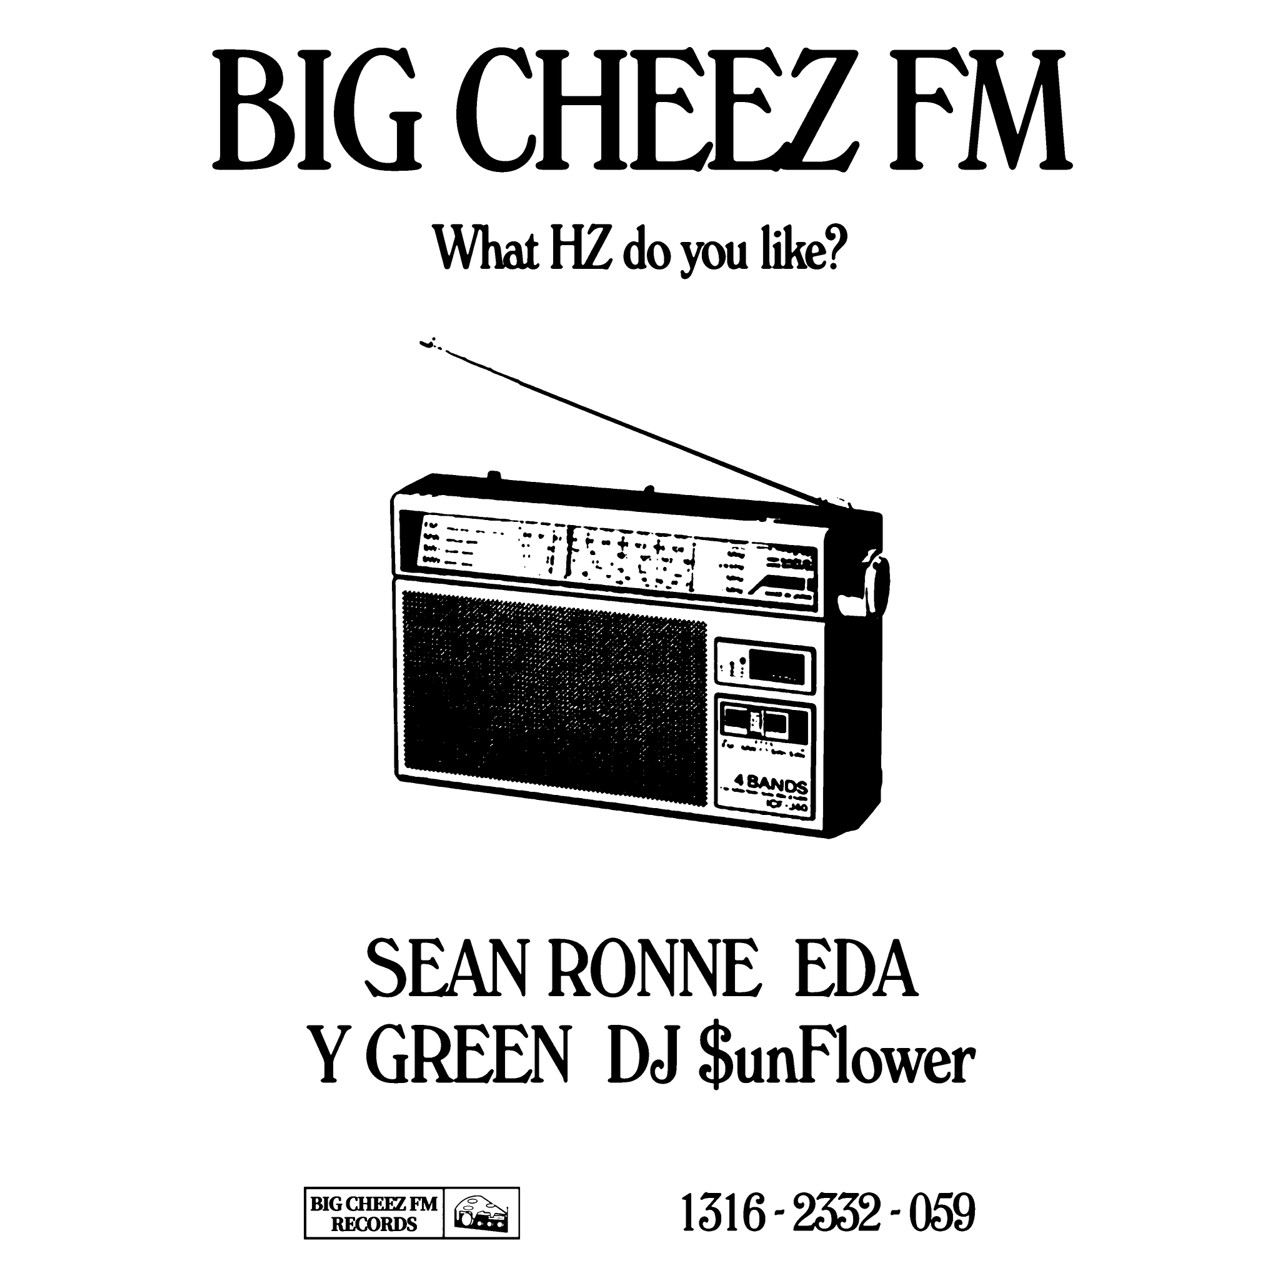 BIG CHEEZ FM
What HZ do you like?
4 BANDS
SEAN RONNE EDA
Y GREEN DJ $unFlower
BIG CHEEZ FM
RECORDS
1316 - 2332 - 059